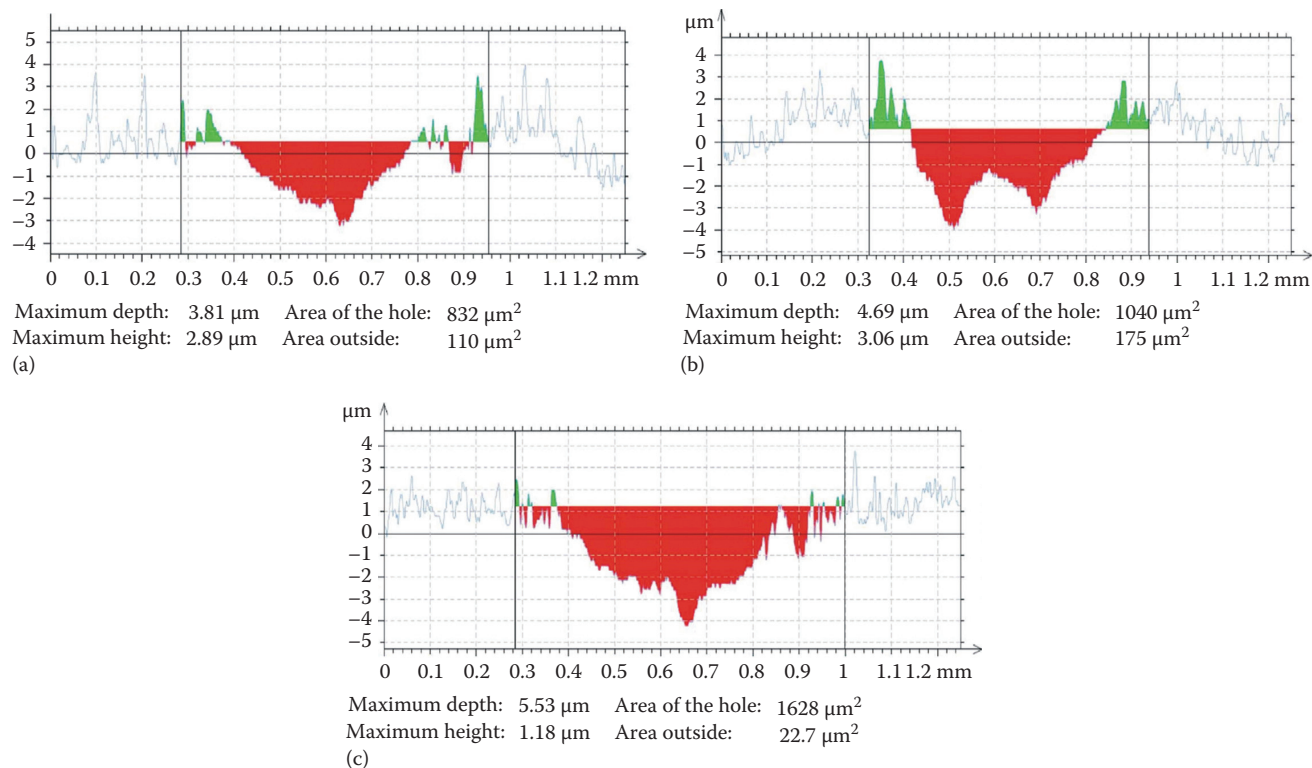 5
4
3
2
1
0
−1
−2
−3
−4
0 0.1 0.2 0.3 0.4 0.5 0.6 0.7 0.8 0.9 1 1.1 1.2 mm
Maximum depth: 3.81 µm Area of the hole: 832 µm²
Maximum height: 2.89 µm Area outside: 110 µm²
(a)
µm
4
3
2
1
0
−1
−2
−3
−4
−5
0 0.1 0.2 0.3 0.4 0.5 0.6 0.7 0.8 0.9 1 1.1 1.2 mm
Maximum depth: 4.69 µm Area of the hole: 1040 µm²
Maximum height: 3.06 µm Area outside: 175 µm²
(b)
µm
4
3
2
1
0
−1
−2
−3
−4
−5
0 0.1 0.2 0.3 0.4 0.5 0.6 0.7 0.8 0.9 1 1.1 1.2 mm
Maximum depth: 5.53 µm Area of the hole: 1628 µm²
Maximum height: 1.18 µm Area outside: 22.7 µm²
(c)